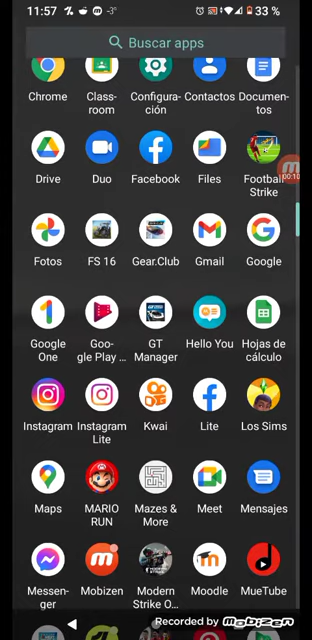 11:57 -3° 33 %
Buscar apps
Chrome Class- Configura- Contactos Documen-
room ción tos
Drive Duo Facebook Files Football
Strike
00:10
Fotos FS 16 Gear.Club Gmail Google
Google Goo- GT Hello You Hojas de
One gle Play ... Manager cálculo
Instagram Instagram Kwai Lite Los Sims
Lite
Maps MARIO Mazes & Meet Mensajes
RUN More
Messen- Mobizen Modern Moodle MueTube
ger Strike O...
Recorded by mobizen